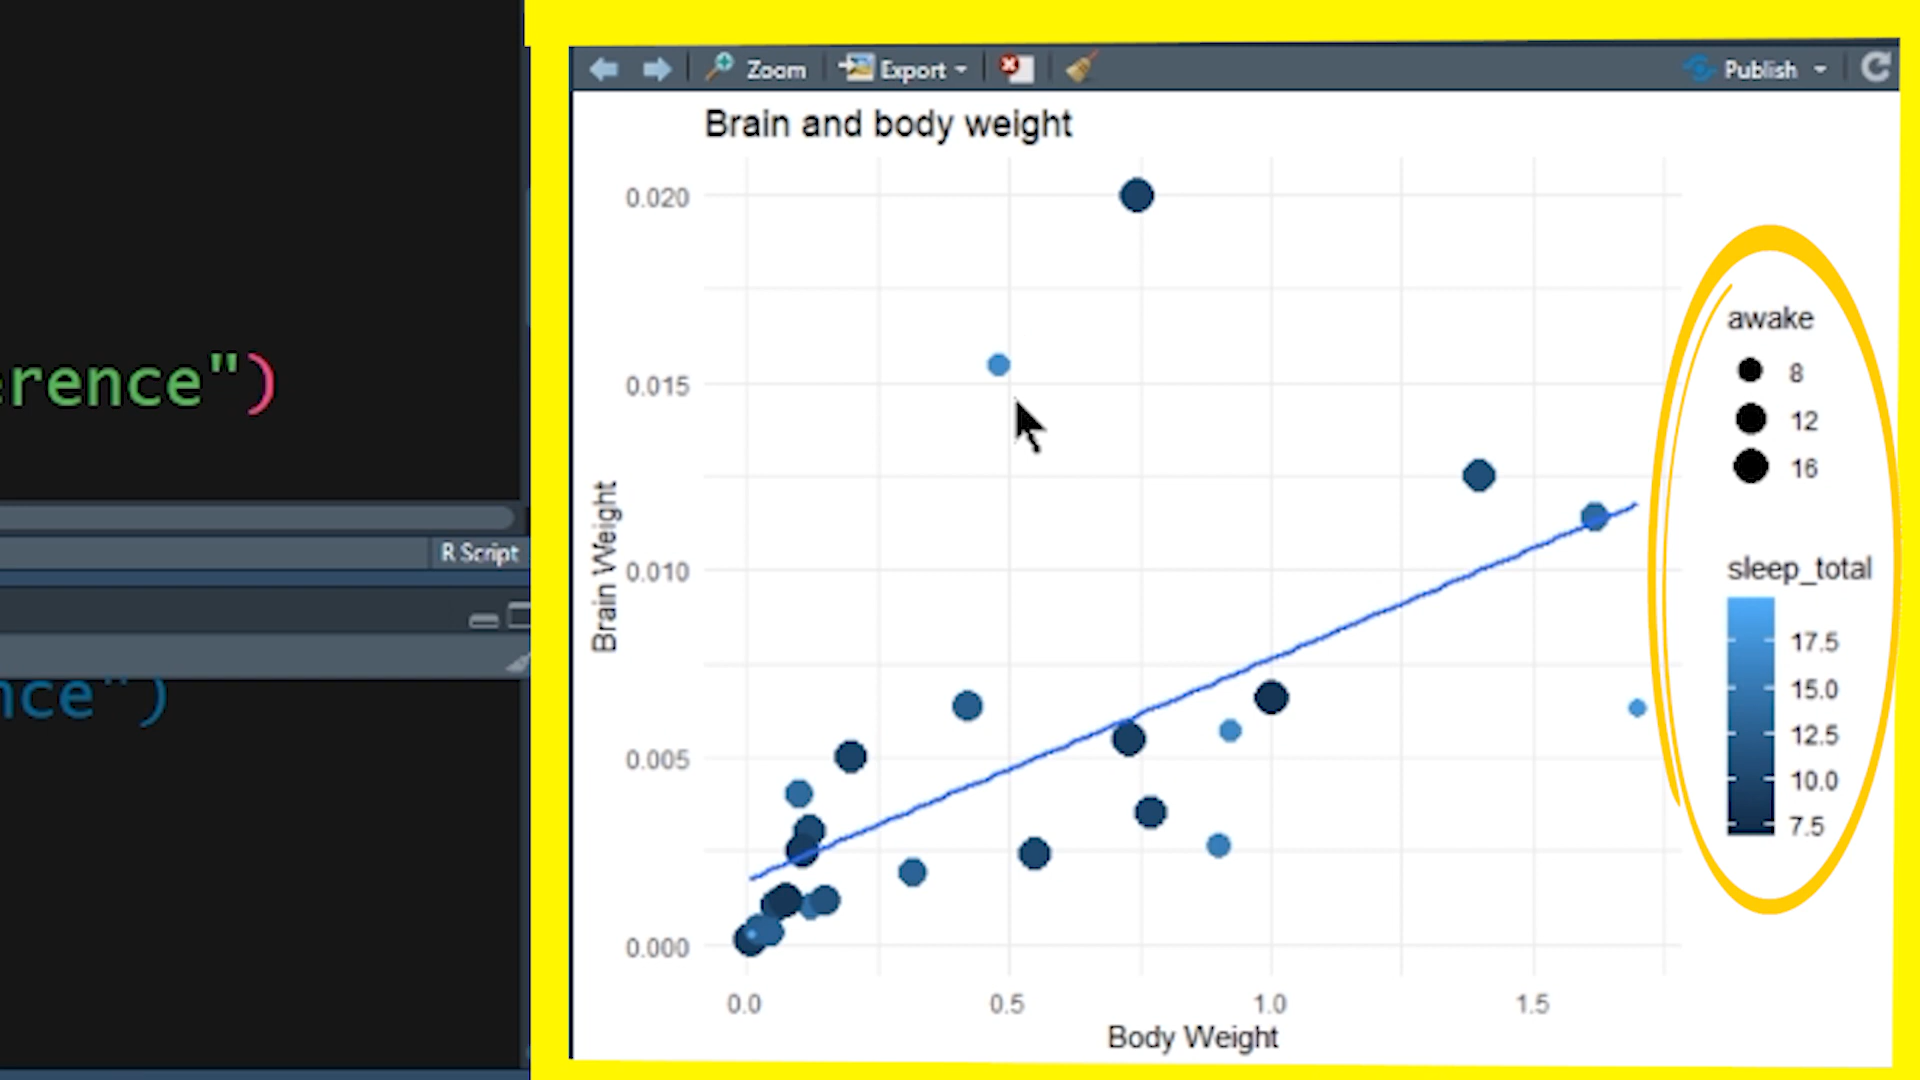 erence")
R Script
nce")
Zoom
Export
Publish
Brain and body weight
0.020
0.015
0.010
0.005
0.000
Brain Weight
0.0 0.5 1.0 1.5
Body Weight
awake
8
12
16
sleep_total
17.5
15.0
12.5
10.0
7.5